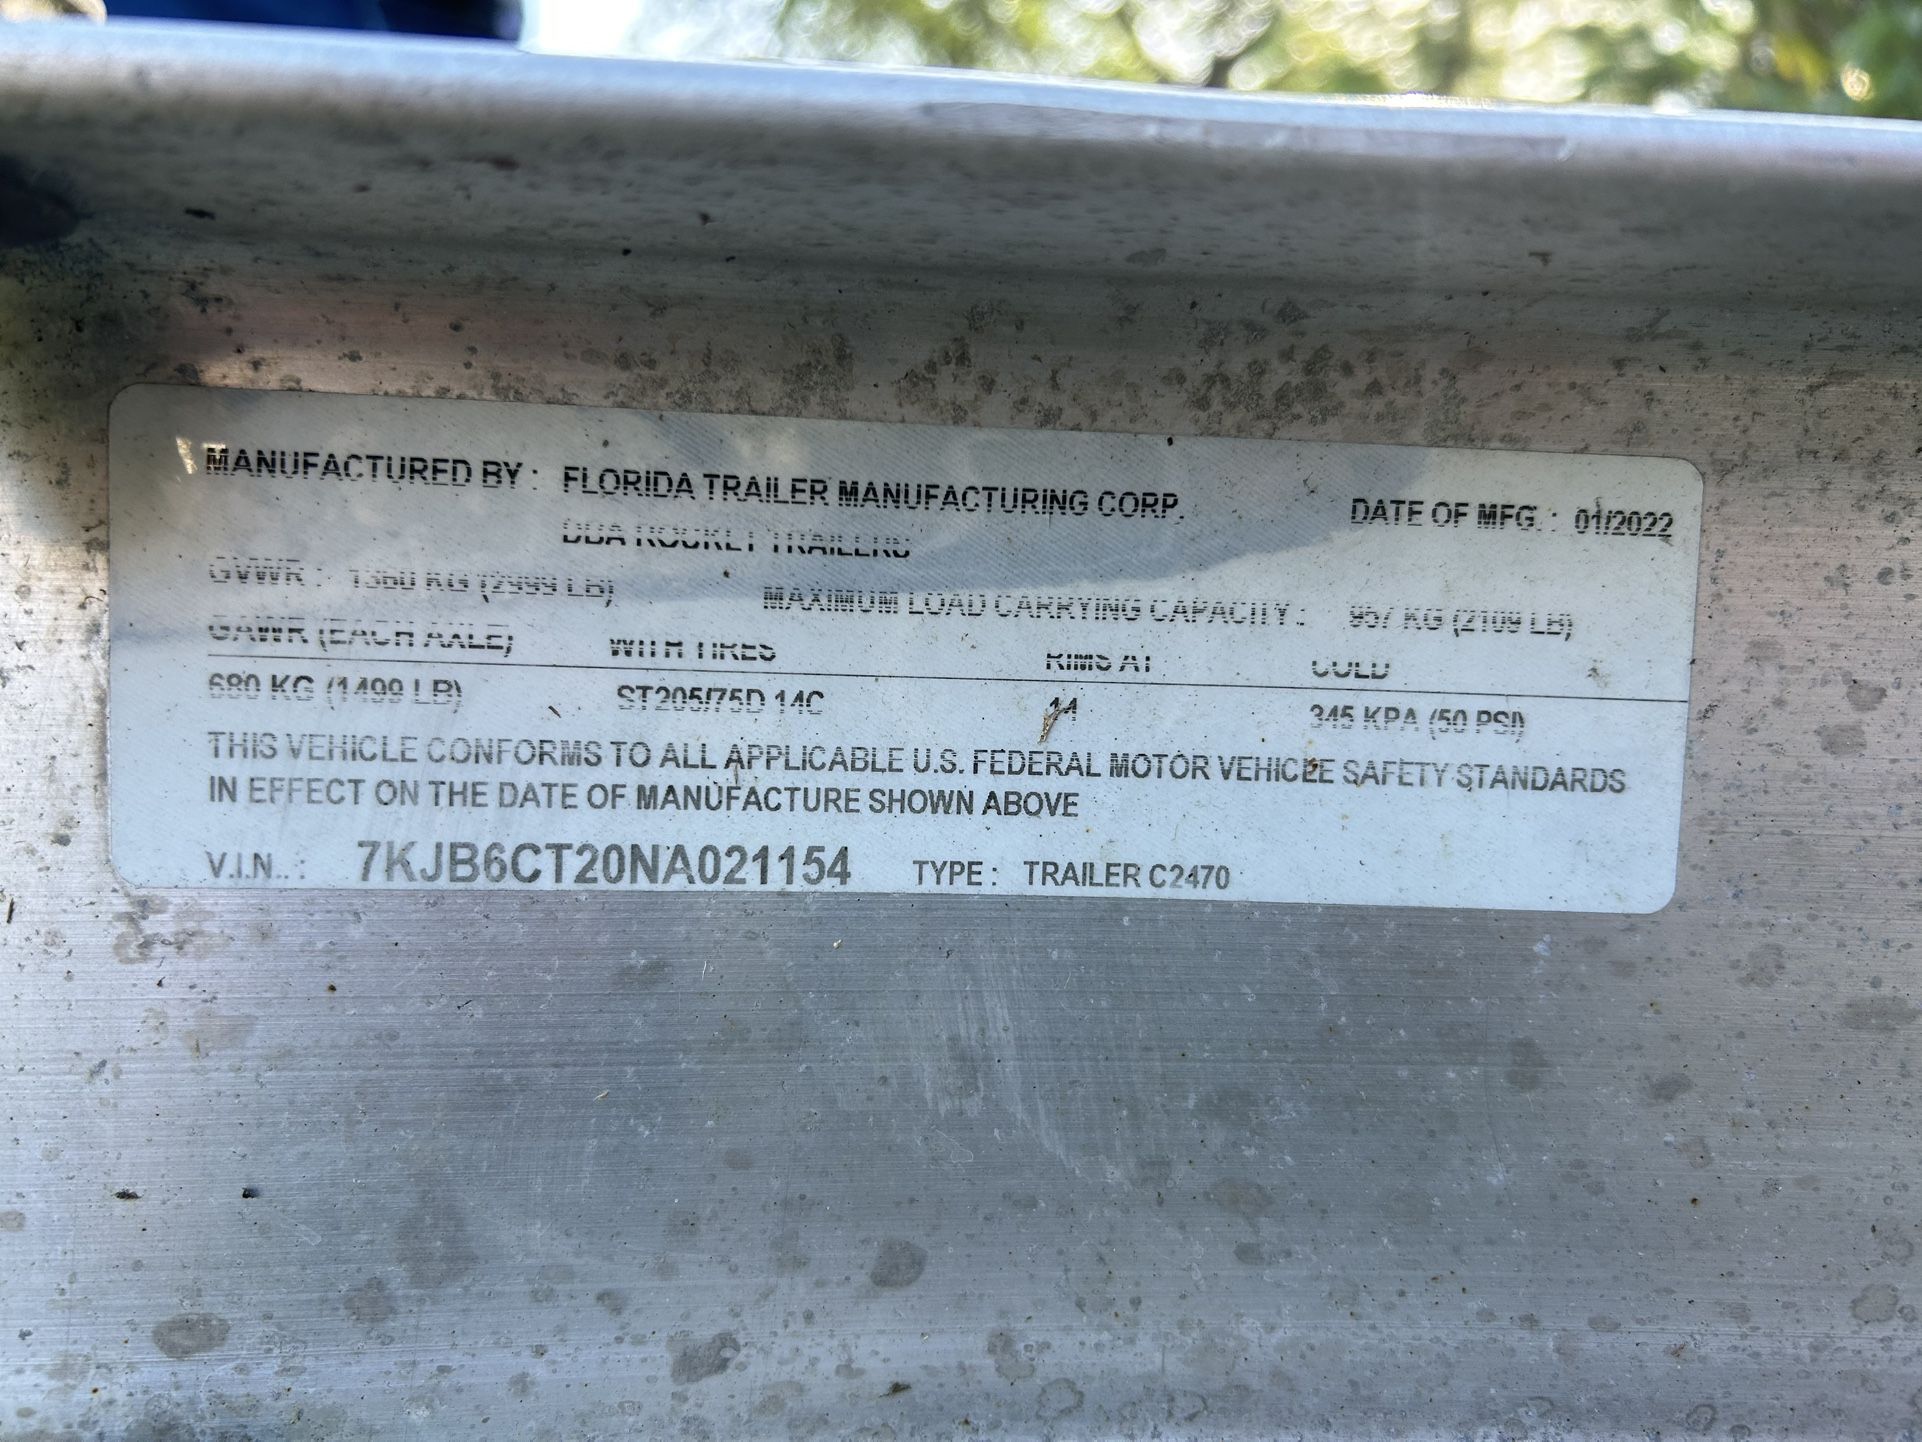 MANUFACTURED BY : FLORIDA TRAILER MANUFACTURING CORP. DATE OF MFG. : 01/2022
DBA ROCKET TRAILERS
GVWR : 1360 KG (2999 LB) MAXIMUM LOAD CARRYING CAPACITY : 957 KG (2109 LB)
GAWR (EACH AXLE) WITH TIRES RIMS AT COLD
680 KG (1499 LB) ST205/75D 14C 14 345 KPA (50 PSI)
THIS VEHICLE CONFORMS TO ALL APPLICABLE U.S. FEDERAL MOTOR VEHICLE SAFETY STANDARDS
IN EFFECT ON THE DATE OF MANUFACTURE SHOWN ABOVE
V.I.N.. : 7KJB6CT20NA021154 TYPE : TRAILER C2470